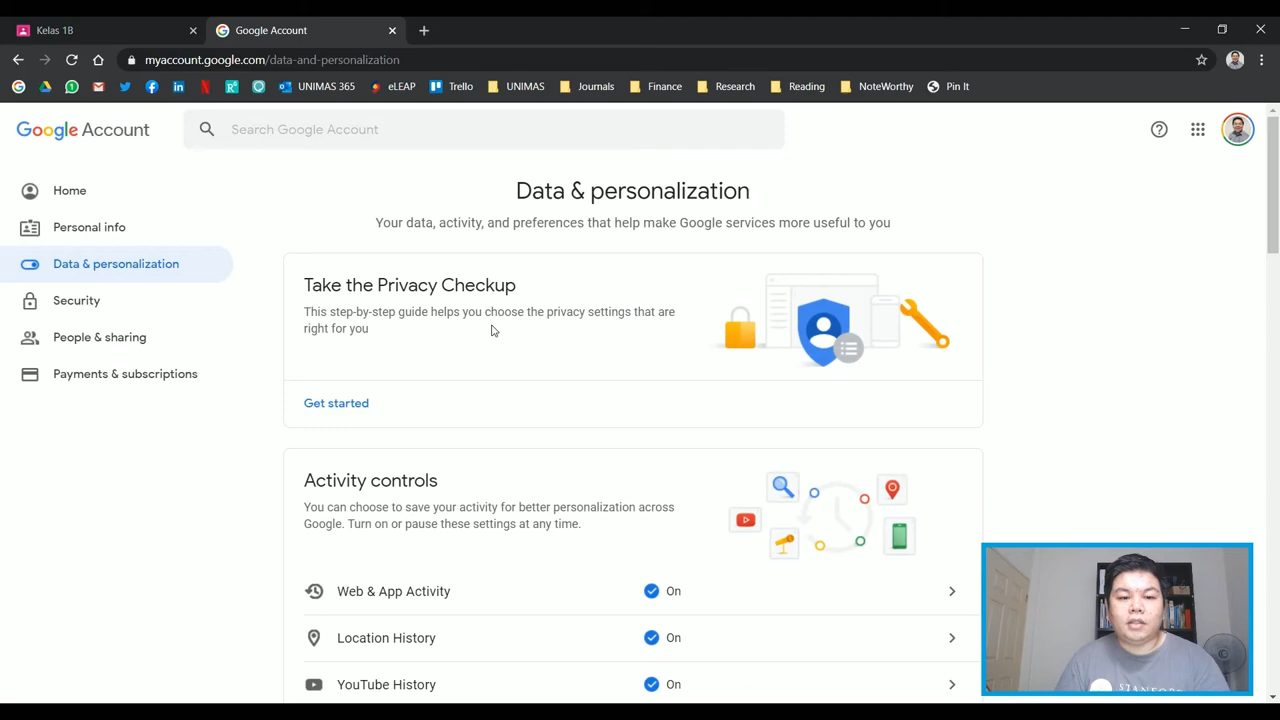 Kelas 1B
Google Account
myaccount.google.com/data-and-personalization
UNIMAS 365
eLEAP
Trello
UNIMAS
Journals
Finance
Research
Reading
NoteWorthy
Pin It
Google Account
Search Google Account
Home
Personal info
Data & personalization
Security
People & sharing
Payments & subscriptions
Data & personalization
Your data, activity, and preferences that help make Google services more useful to you
Take the Privacy Checkup
This step-by-step guide helps you choose the privacy settings that are
right for you
Get started
Activity controls
You can choose to save your activity for better personalization across
Google. Turn on or pause these settings at any time.
Web & App Activity On
Location History On
YouTube History On